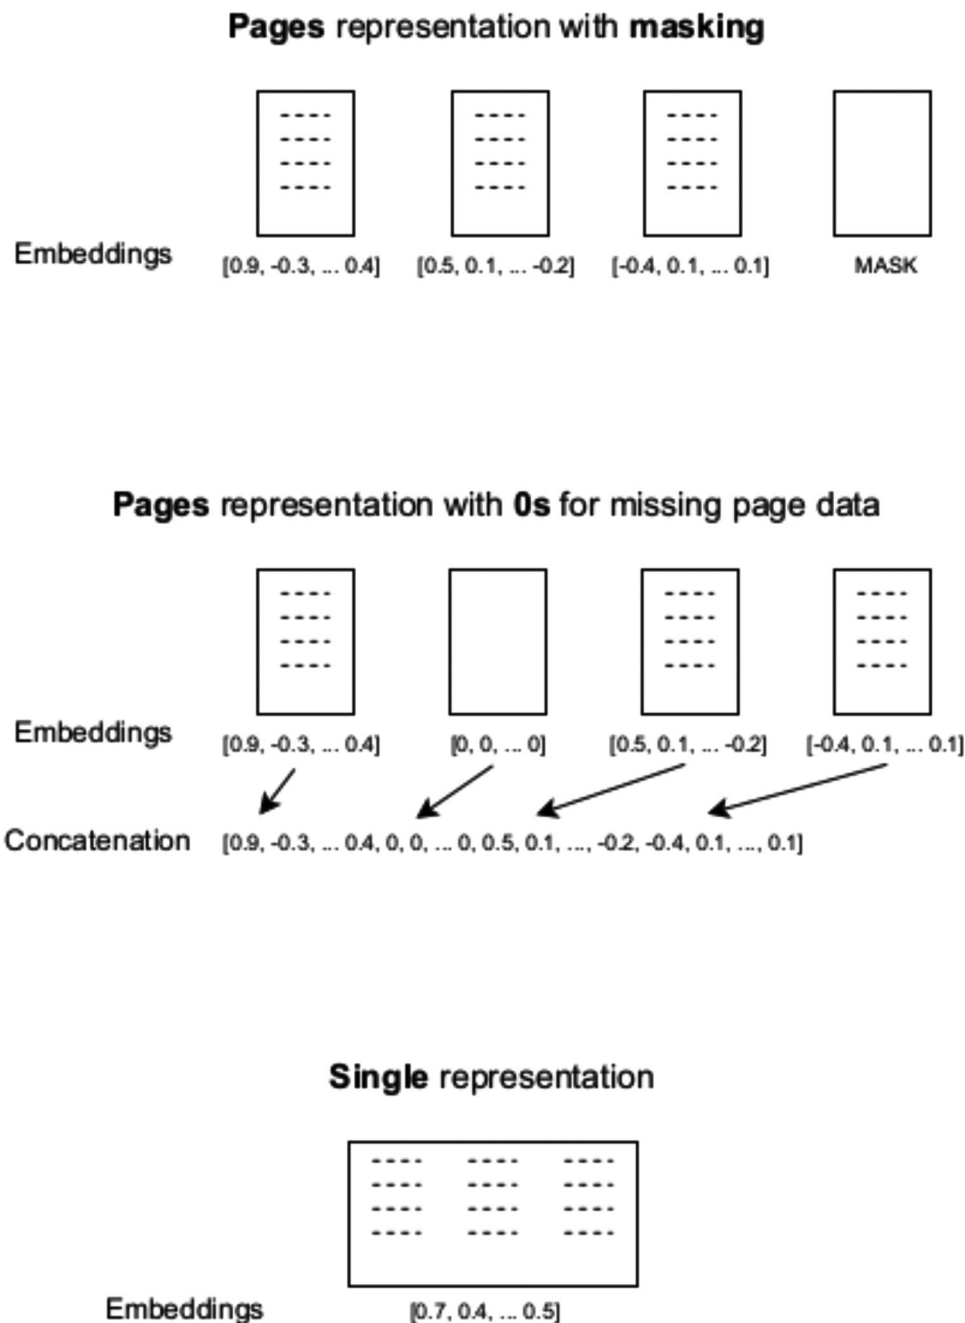 Pages representation with masking
Embeddings [0.9, -0.3, ... 0.4] [0.5, 0.1, ... -0.2] [-0.4, 0.1, ... 0.1] MASK
Pages representation with 0s for missing page data
Embeddings [0.9, -0.3, ... 0.4] [0, 0, ... 0] [0.5, 0.1, ... -0.2] [-0.4, 0.1, ... 0.1]
Concatenation [0.9, -0.3, ... 0.4, 0, 0, ... 0, 0.5, 0.1, ..., -0.2, -0.4, 0.1, ..., 0.1]
Single representation
Embeddings [0.7, 0.4, ... 0.5]